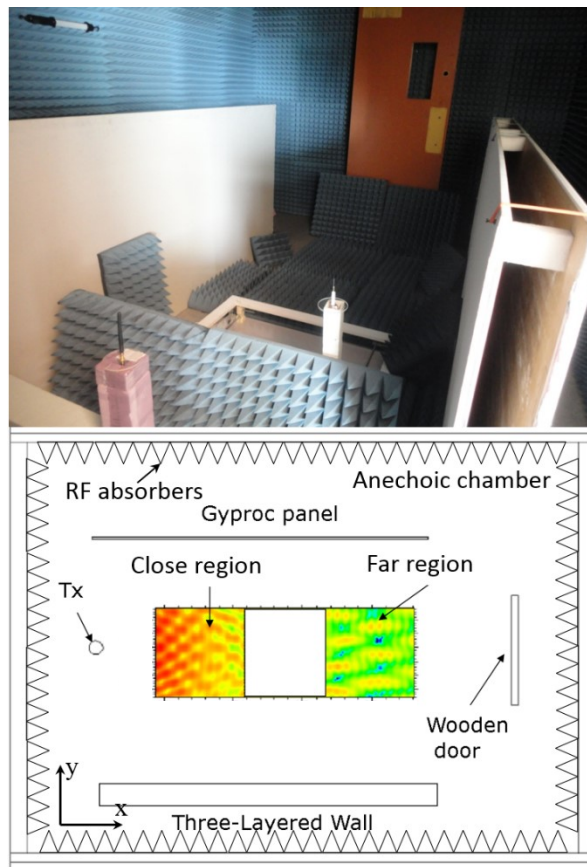 RF absorbers
Anechoic chamber
Gyproc panel
Close region
Far region
Tx
Wooden
door
y
x
Three-Layered Wall